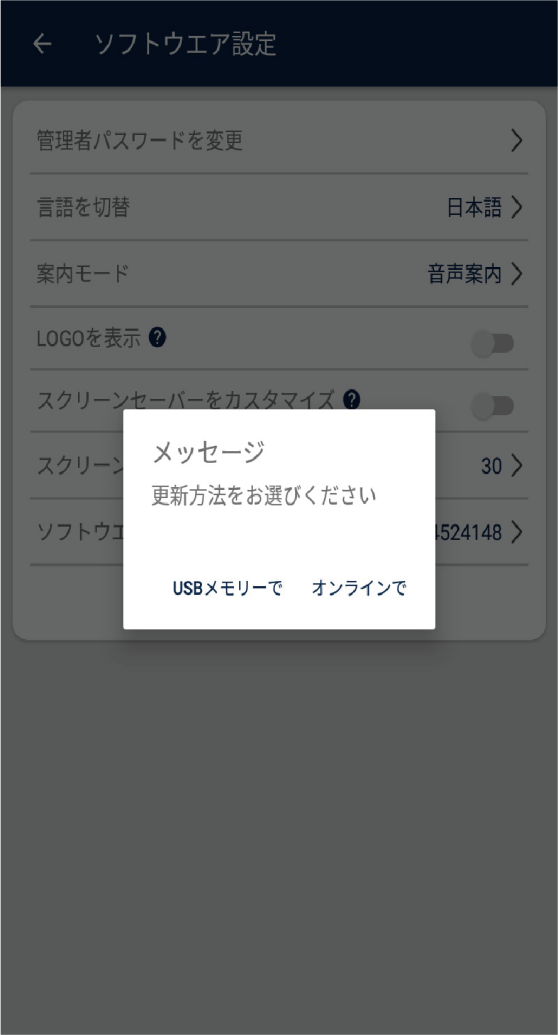 ソフトウエア設定
管理者パスワードを変更
言語を切替 日本語
案内モード 音声案内
LOGOを表示 ?
スクリーンセーバーをカスタマイズ ?
スクリーン 30
ソフトウエ 4524148
メッセージ
更新方法をお選びください
USBメモリーで オンラインで